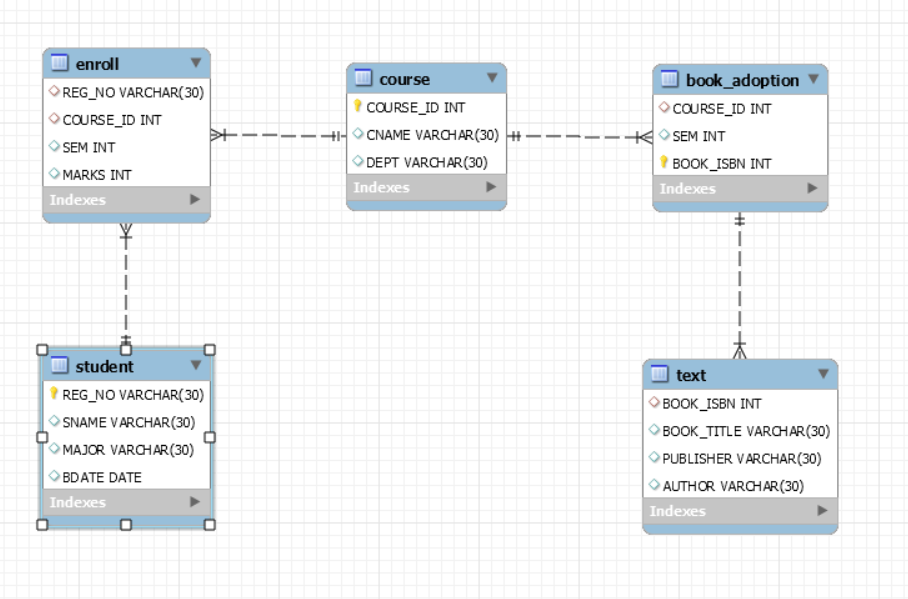 enroll
REG_NO VARCHAR(30)
COURSE_ID INT
SEM INT
MARKS INT
Indexes
course
COURSE_ID INT
CNAME VARCHAR(30)
DEPT VARCHAR(30)
Indexes
book_adoption
COURSE_ID INT
SEM INT
BOOK_ISBN INT
Indexes
student
REG_NO VARCHAR(30)
SNAME VARCHAR(30)
MAJOR VARCHAR(30)
BDATE DATE
Indexes
text
BOOK_ISBN INT
BOOK_TITLE VARCHAR(30)
PUBLISHER VARCHAR(30)
AUTHOR VARCHAR(30)
Indexes